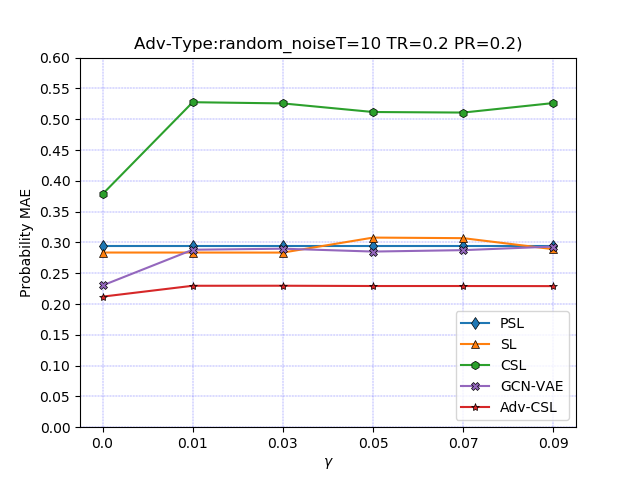 Adv-Type:random_noiseT=10 TR=0.2 PR=0.2)
0.60
0.55
0.50
0.45
0.40
0.35
0.30
0.25
0.20
0.15
0.10
0.05
0.00
Probability MAE
PSL
SL
CSL
GCN-VAE
Adv-CSL
0.0 0.01 0.03 0.05 0.07 0.09
γ